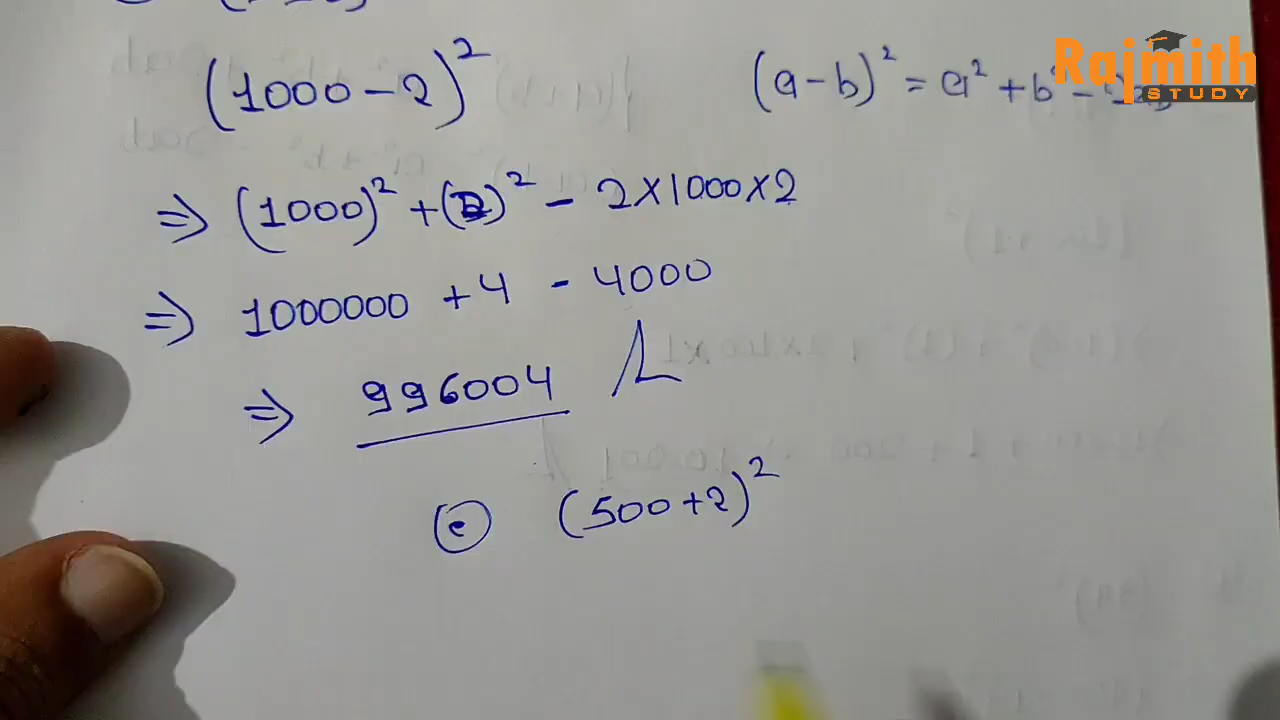 (1000 - 2)²
(a - b)² = a² + b² - 2ab
Rajmith
STUDY
⇒ (1000)² + (2)² - 2×1000×2
⇒ 1000000 + 4 - 4000
⇒ 996004
(e) (500+2)²